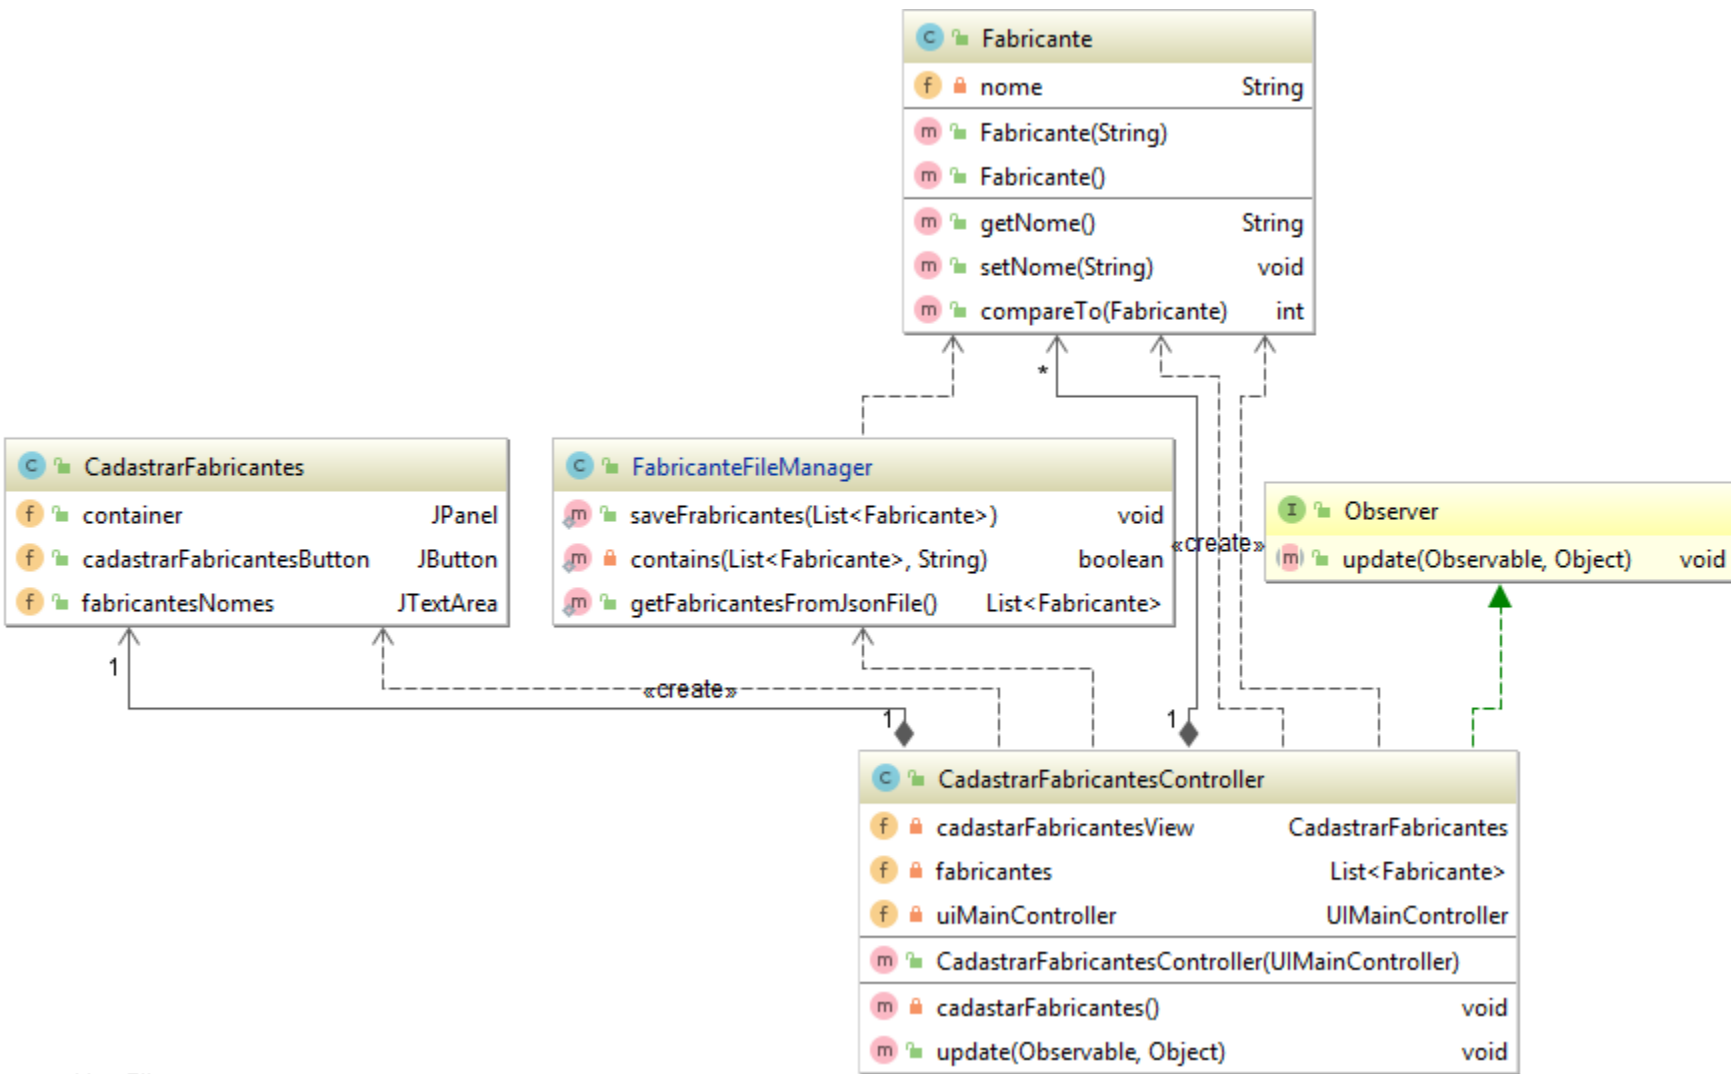 Fabricante
nome String
Fabricante(String)
Fabricante()
getNome() String
setNome(String) void
compareTo(Fabricante) int
*
CadastrarFabricantes
container JPanel
cadastrarFabricantesButton JButton
fabricantesNomes JTextArea
FabricanteFileManager
saveFrabricantes(List<Fabricante>) void
contains(List<Fabricante>, String) boolean
getFabricantesFromJsonFile() List<Fabricante>
«create»
Observer
update(Observable, Object) void
1
«create»
1
1
CadastrarFabricantesController
cadastarFabricantesView CadastrarFabricantes
fabricantes List<Fabricante>
uiMainController UIMainController
CadastrarFabricantesController(UIMainController)
cadastarFabricantes() void
update(Observable, Object) void